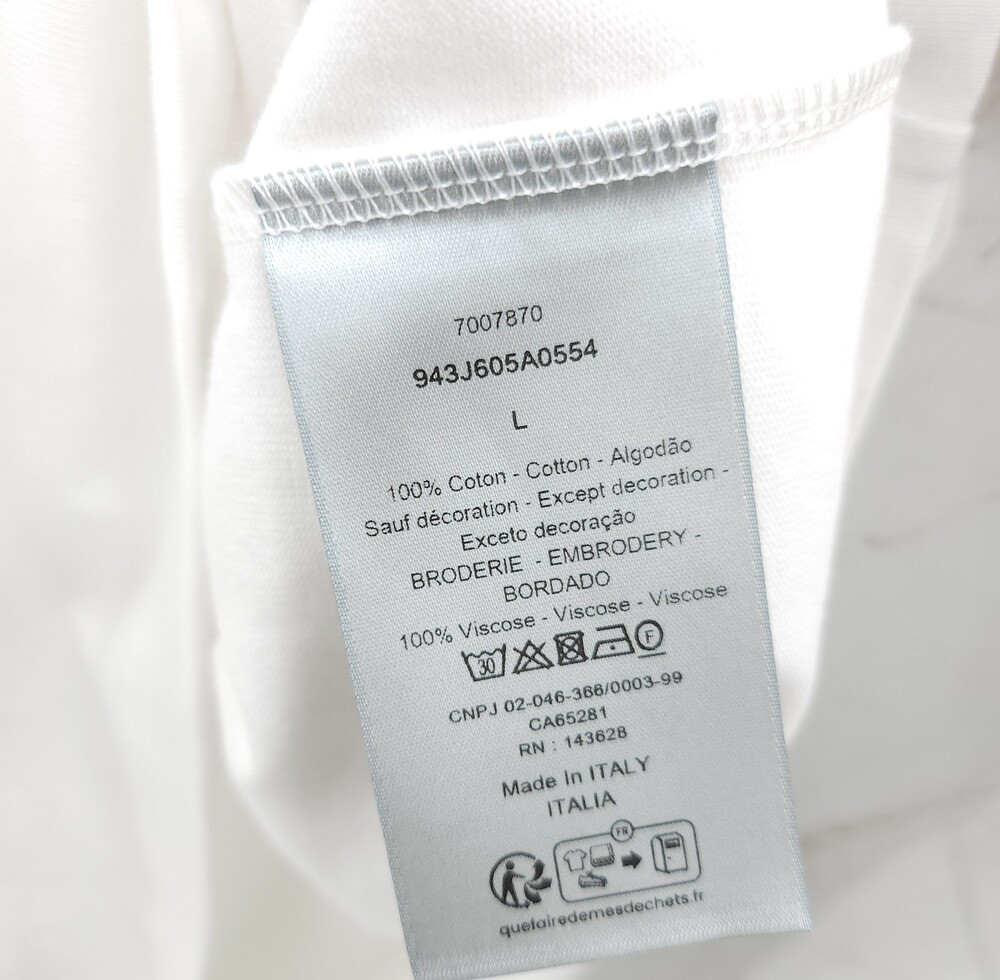 7007870
943J605A0554
L
100% Coton - Cotton - Algodão
Sauf décoration - Except decoration -
Exceto decoração
BRODERIE - EMBRODERY -
BORDADO
100% Viscose - Viscose - Viscose
30 F
CNPJ 02-046-366/0003-99
CA65281
RN : 143628
Made In ITALY
ITALIA
FR
quefairedemesdechets.fr